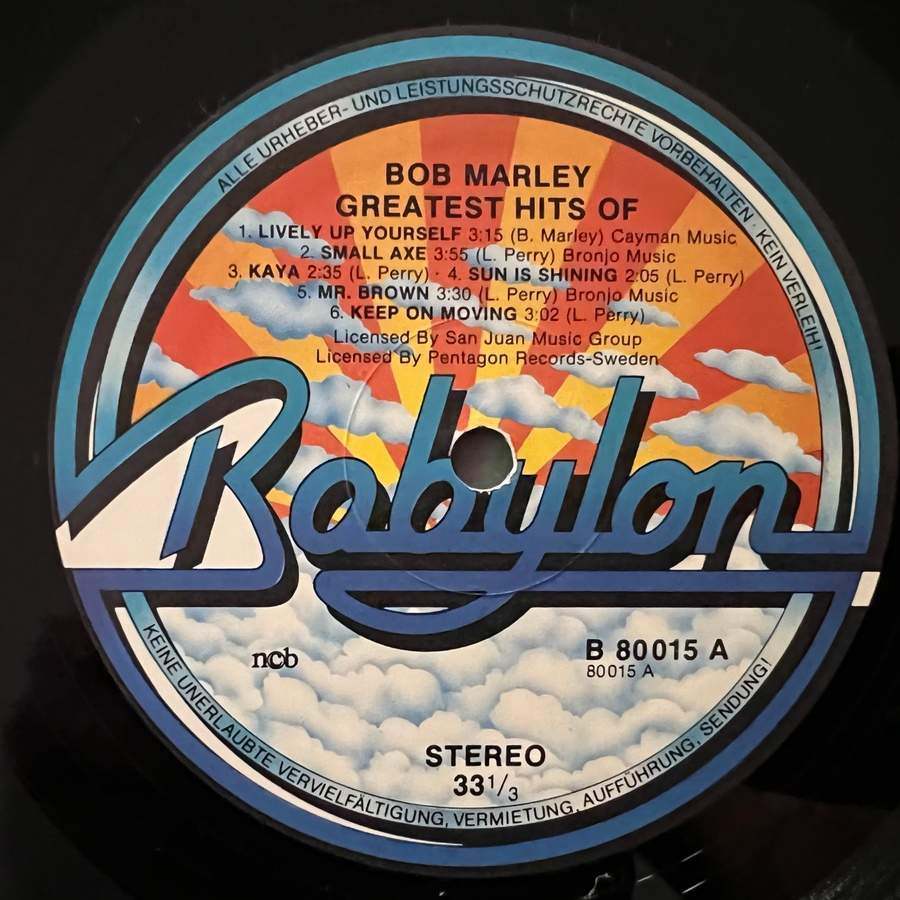 ALLE URHEBER- UND LEISTUNGSSCHUTZRECHTE VORBEHALTEN · KEIN VERLEIH!
BOB MARLEY
GREATEST HITS OF
1. LIVELY UP YOURSELF 3:15 (B. Marley) Cayman Music
2. SMALL AXE 3:55 (L. Perry) Bronjo Music
3. KAYA 2:35 (L. Perry) · 4. SUN IS SHINING 2:05 (L. Perry)
5. MR. BROWN 3:30 (L. Perry) Bronjo Music
6. KEEP ON MOVING 3:02 (L. Perry)
Licensed By San Juan Music Group
Licensed By Pentagon Records-Sweden
Babylon
ncb
B 80015 A
80015 A
STEREO
33 1/3
KEINE UNERLAUBTE VERVIELFÄLTIGUNG, VERMIETUNG, AUFFÜHRUNG, SENDUNG!